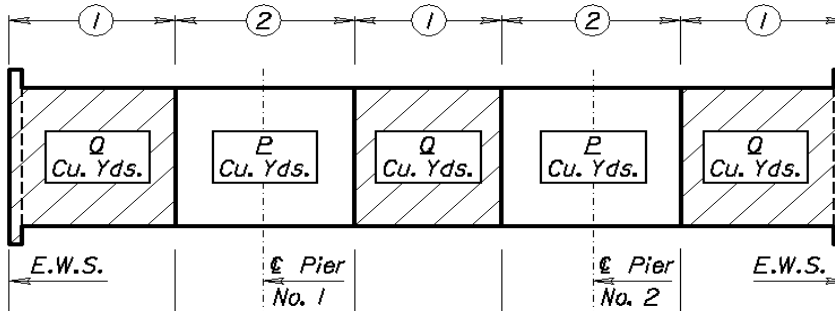 1 2 1 2 1
Q P Q P Q
Cu. Yds. Cu. Yds. Cu. Yds. Cu. Yds. Cu. Yds.
E.W.S. ℄ Pier ℄ Pier E.W.S.
No. 1 No. 2